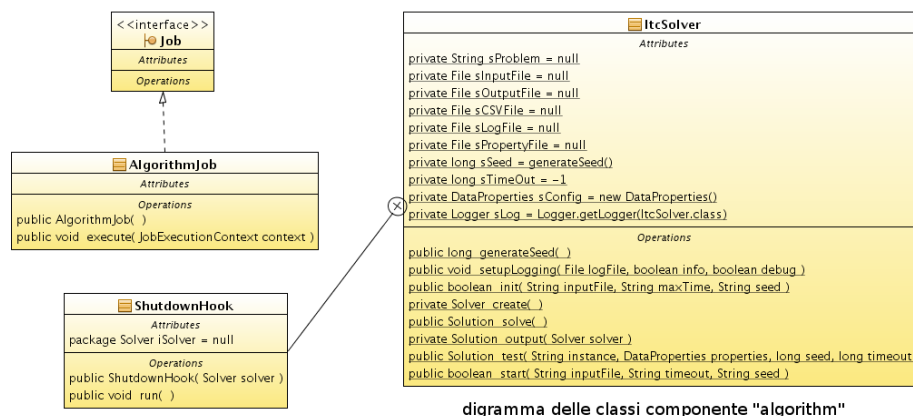 <<interface>>
Job
Attributes
Operations
AlgorithmJob
Attributes
Operations
public AlgorithmJob( )
public void execute( JobExecutionContext context )
ShutdownHook
Attributes
package Solver iSolver = null
Operations
public ShutdownHook( Solver solver )
public void run( )
ItcSolver
Attributes
private String sProblem = null
private File sInputFile = null
private File sOutputFile = null
private File sCSVFile = null
private File sLogFile = null
private File sPropertyFile = null
private long sSeed = generateSeed()
private long sTimeOut = -1
private DataProperties sConfig = new DataProperties()
private Logger sLog = Logger.getLogger(ItcSolver.class)
Operations
public long generateSeed( )
public void setupLogging( File logFile, boolean info, boolean debug )
public boolean init( String inputFile, String maxTime, String seed )
private Solver create( )
public Solution solve( )
private Solution output( Solver solver )
public Solution test( String instance, DataProperties properties, long seed, long timeout
public boolean start( String inputFile, String timeout, String seed )
digramma delle classi componente "algorithm"